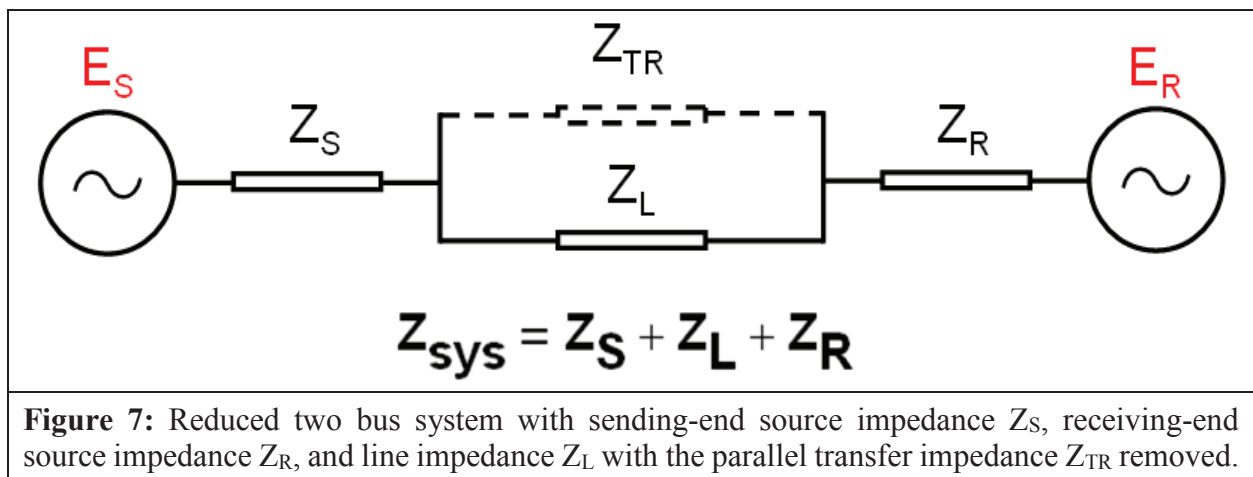 Z_TR
E_S
E_R
Z_S
Z_R
Z_L
Z_sys = Z_S + Z_L + Z_R
Figure 7: Reduced two bus system with sending-end source impedance Z_S, receiving-end
source impedance Z_R, and line impedance Z_L with the parallel transfer impedance Z_TR removed.